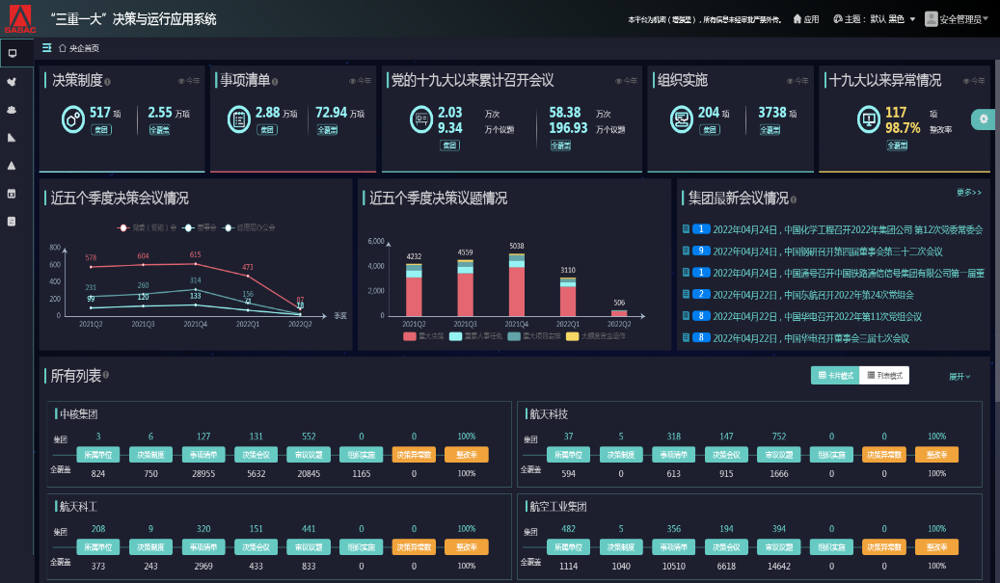 SASAC
“三重一大”决策与运行应用系统
本平台为机密（增强型），所有信息未经审批严禁外传。
应用
主题： 默认 黑色
安全管理员
央企首页
决策制度
今年
517 项
2.55 万项
集团
全覆盖
事项清单
今年
2.88 万项
72.94 万项
集团
全覆盖
党的十九大以来累计召开会议
今年
2.03 万次
58.38 万次
9.34 万个议题
196.93 万个议题
集团
全覆盖
组织实施
今年
204 项
3738 项
集团
全覆盖
十九大以来异常情况
今年
117 项
98.7% 整改率
全覆盖
近五个季度决策会议情况
党委（党组）会 董事会 经理层办公会
800
600
400
200
0
578 604 615 473 87
231 260 314 156
99 120 133
2021Q2 2021Q3 2021Q4 2022Q1 2022Q2
季度
近五个季度决策议题情况
6,000
4,000
2,000
0
4232 4559 5038 3110 506
2021Q2 2021Q3 2021Q4 2022Q1 2022Q2
重大决策 重要人事任免 重大项目安排 大额度资金运作
集团最新会议情况
更多>>
1 2022年04月24日，中国化学工程召开2022年集团公司 第12次党委常委会
9 2022年04月24日，中国钢研召开第四届董事会第三十二次会议
1 2022年04月24日，中国通号召开中国铁路通信信号集团有限公司第一届董
2 2022年04月22日，中国东航召开2022年第24次党组会
8 2022年04月22日，中国华电召开2022年第11次党组会议
8 2022年04月22日，中国华电召开董事会三届七次会议
所有列表
卡片模式
列表模式
展开
中核集团
集团 3 6 127 131 552 0 0 100%
所属单位 决策制度 事项清单 决策会议 审议议题 组织实施 决策异常数 整改率
全覆盖 824 750 28955 5632 20845 1165 0 100%
航天科技
集团 37 5 318 147 752 0 0 100%
所属单位 决策制度 事项清单 决策会议 审议议题 组织实施 决策异常数 整改率
全覆盖 594 0 613 915 1666 0 0 100%
航天科工
集团 208 9 320 151 441 0 0 100%
所属单位 决策制度 事项清单 决策会议 审议议题 组织实施 决策异常数 整改率
全覆盖 373 243 2969 433 833 0 0 100%
航空工业集团
集团 482 5 356 194 394 0 0 100%
所属单位 决策制度 事项清单 决策会议 审议议题 组织实施 决策异常数 整改率
全覆盖 1114 1040 10510 6618 14642 0 0 100%